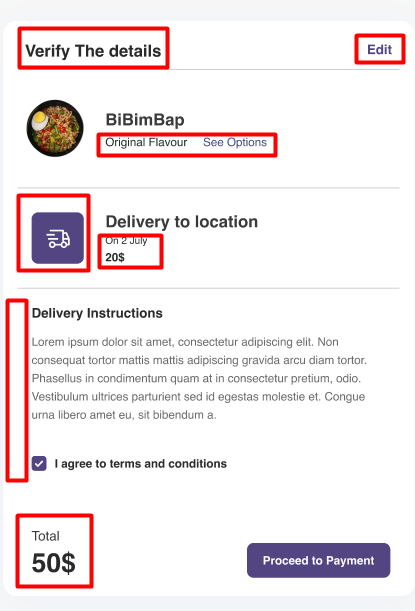 Verify The details
Edit
BiBimBap
Original Flavour See Options
Delivery to location
On 2 July
20$
Delivery Instructions
Lorem ipsum dolor sit amet, consectetur adipiscing elit. Non
consequat tortor mattis mattis adipiscing gravida arcu diam tortor.
Phasellus in condimentum quam at in consectetur pretium, odio.
Vestibulum ultrices parturient sed id egestas molestie et. Congue
urna libero amet eu, sit bibendum a.
I agree to terms and conditions
Total
50$
Proceed to Payment